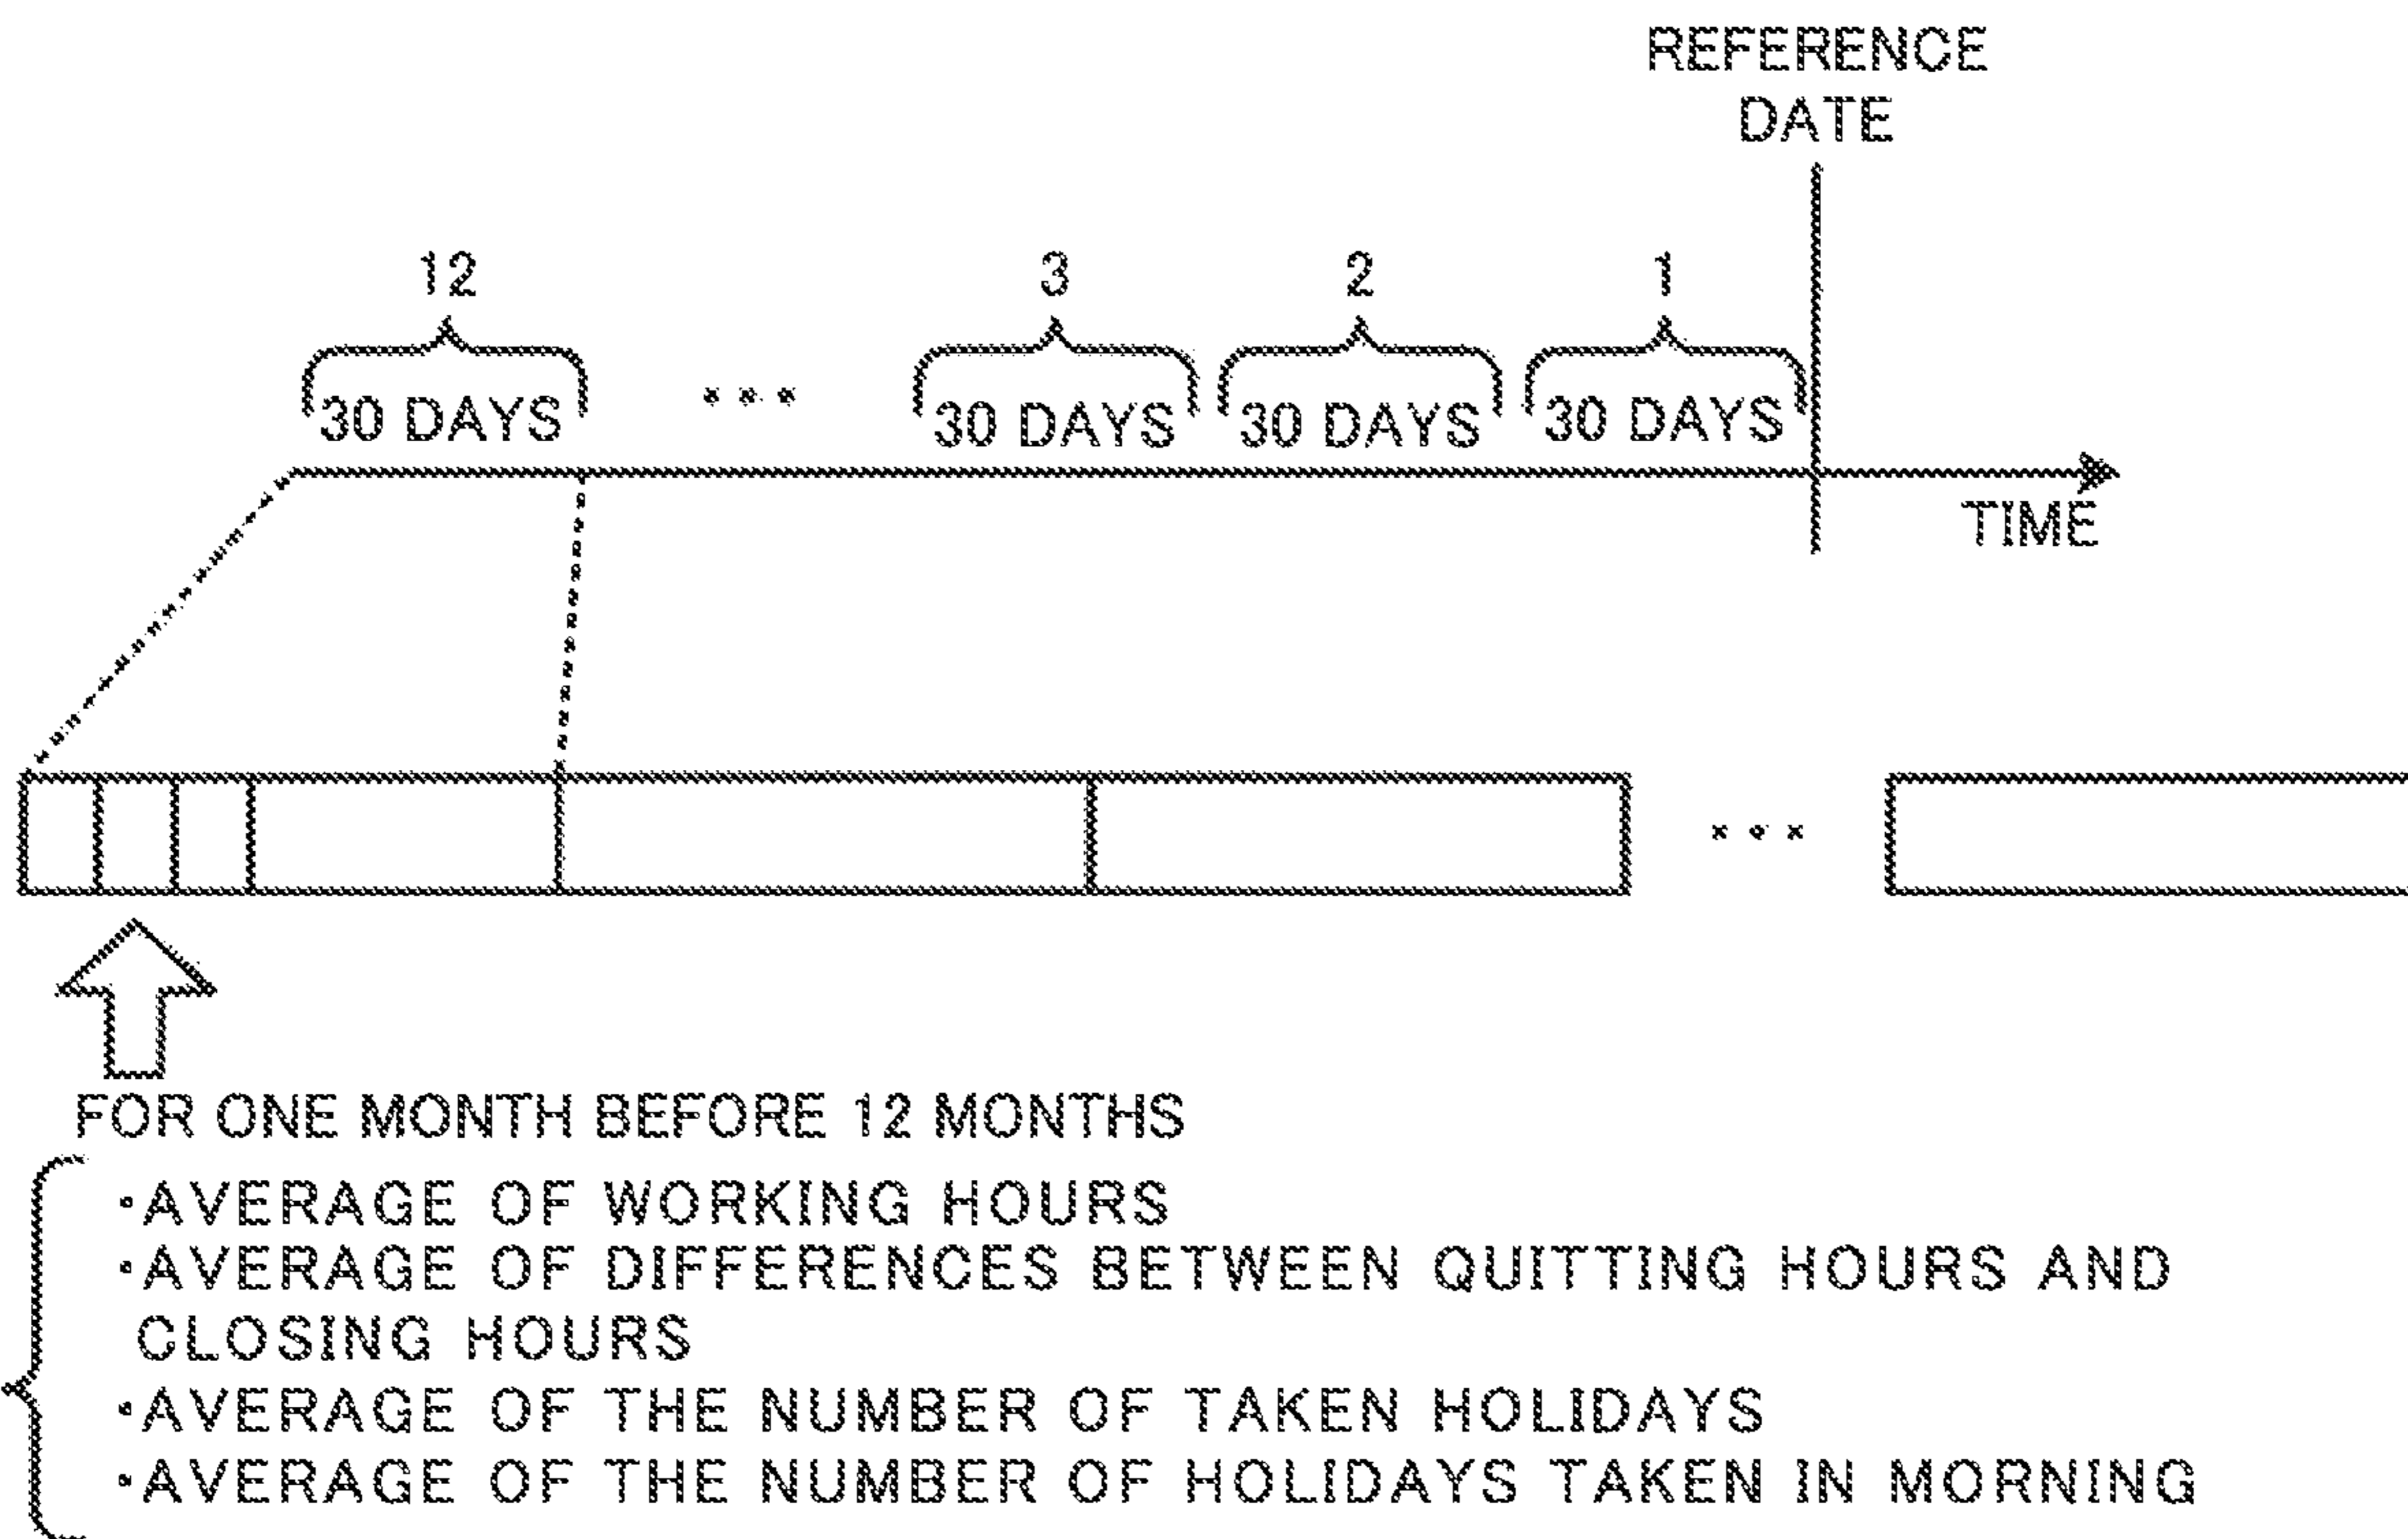 REFERENCE
DATE
12 3 2 1
30 DAYS ... 30 DAYS 30 DAYS 30 DAYS
TIME
...
FOR ONE MONTH BEFORE 12 MONTHS
・AVERAGE OF WORKING HOURS
・AVERAGE OF DIFFERENCES BETWEEN QUITTING HOURS AND
CLOSING HOURS
・AVERAGE OF THE NUMBER OF TAKEN HOLIDAYS
・AVERAGE OF THE NUMBER OF HOLIDAYS TAKEN IN MORNING